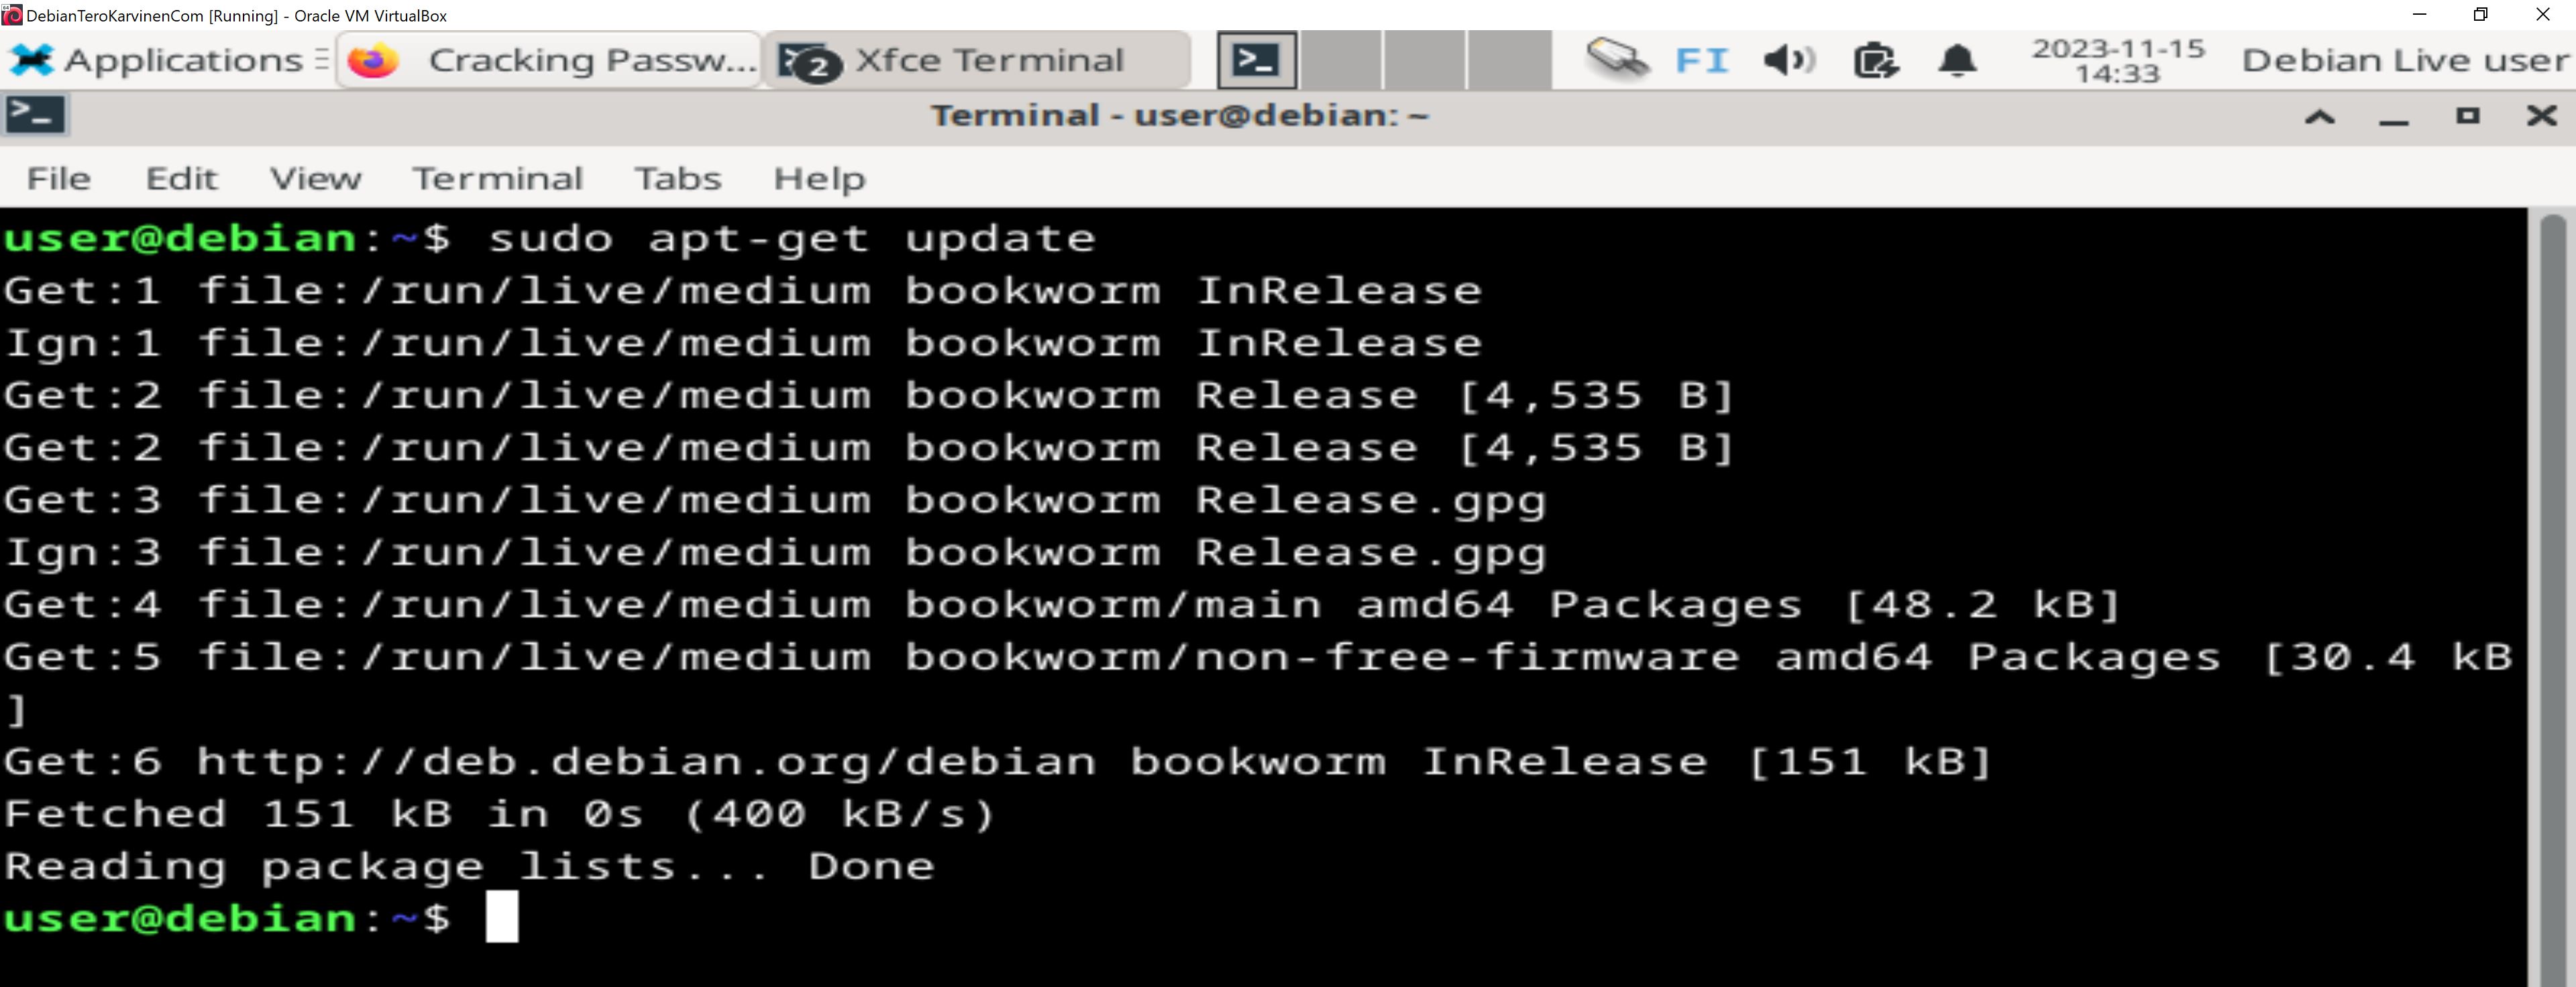 DebianTeroKarvinenCom [Running] - Oracle VM VirtualBox
Applications Cracking Passw... 2 Xfce Terminal FI 2023-11-15 14:33 Debian Live user
Terminal - user@debian: ~
File Edit View Terminal Tabs Help
user@debian:~$ sudo apt-get update
Get:1 file:/run/live/medium bookworm InRelease
Ign:1 file:/run/live/medium bookworm InRelease
Get:2 file:/run/live/medium bookworm Release [4,535 B]
Get:2 file:/run/live/medium bookworm Release [4,535 B]
Get:3 file:/run/live/medium bookworm Release.gpg
Ign:3 file:/run/live/medium bookworm Release.gpg
Get:4 file:/run/live/medium bookworm/main amd64 Packages [48.2 kB]
Get:5 file:/run/live/medium bookworm/non-free-firmware amd64 Packages [30.4 kB
]
Get:6 http://deb.debian.org/debian bookworm InRelease [151 kB]
Fetched 151 kB in 0s (400 kB/s)
Reading package lists... Done
user@debian:~$